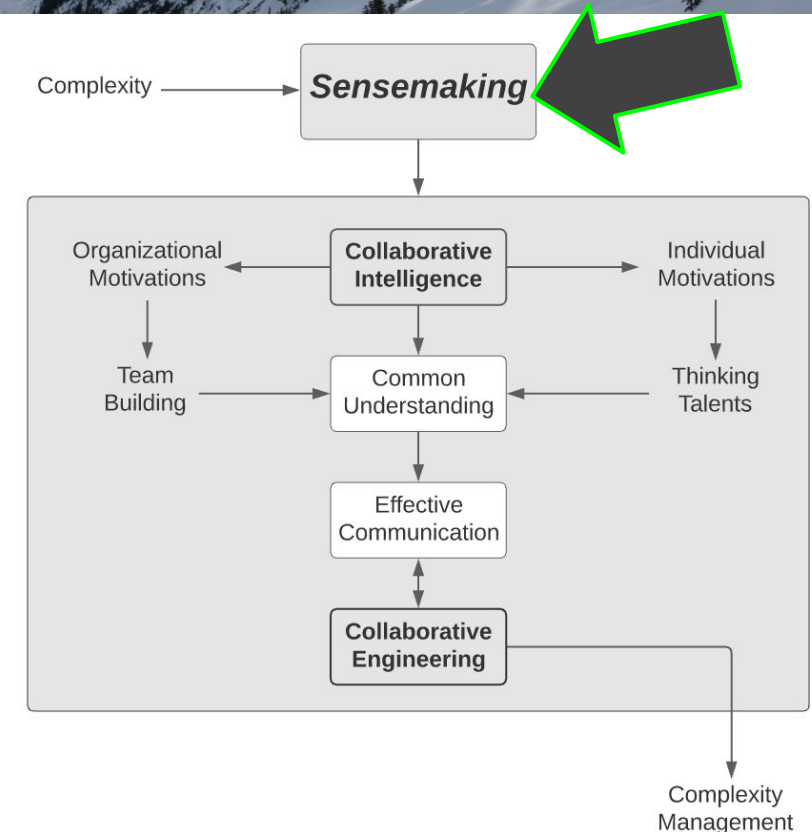 Complexity
Sensemaking
Organizational
Motivations
Collaborative
Intelligence
Individual
Motivations
Team
Building
Common
Understanding
Thinking
Talents
Effective
Communication
Collaborative
Engineering
Complexity
Management